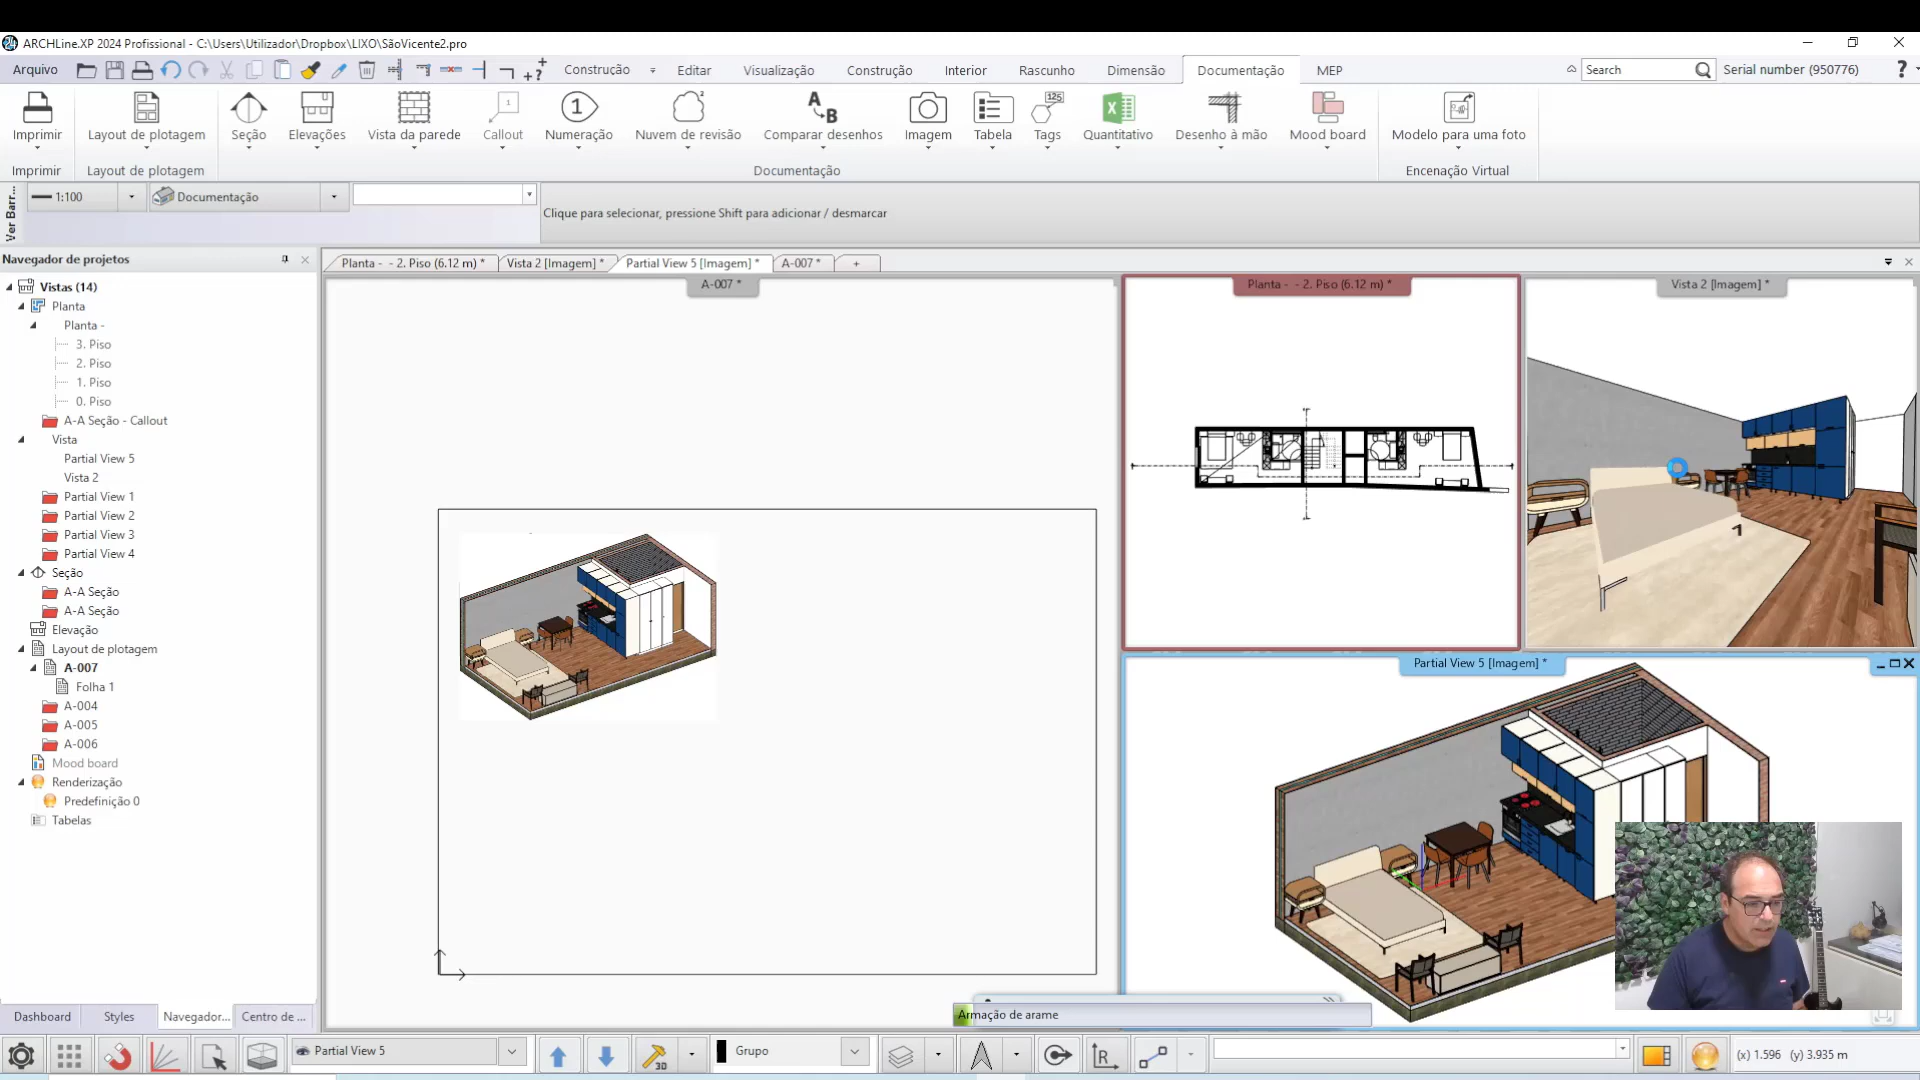 ARCHLine.XP 2024 Profissional - C:\Users\Utilizador\Dropbox\LIXO\SãoVicente2.pro
Arquivo
Construção
Editar
Visualização
Construção
Interior
Rascunho
Dimensão
Documentação
MEP
Search
Serial number (950776)
Imprimir
Layout de plotagem
Seção
Elevações
Vista da parede
Callout
Numeração
Nuvem de revisão
Comparar desenhos
Imagem
Tabela
Tags
Quantitativo
Desenho à mão
Mood board
Modelo para uma foto
Imprimir
Layout de plotagem
Documentação
Encenação Virtual
Ver Barr...
1:100
Documentação
Clique para selecionar, pressione Shift para adicionar / desmarcar
Navegador de projetos
Planta - - 2. Piso (6.12 m) *
Vista 2 [Imagem] *
Partial View 5 [Imagem] *
A-007 *
+
Vistas (14)
Planta
Planta -
3. Piso
2. Piso
1. Piso
0. Piso
A-A Seção - Callout
Vista
Partial View 5
Vista 2
Partial View 1
Partial View 2
Partial View 3
Partial View 4
Seção
A-A Seção
A-A Seção
Elevação
Layout de plotagem
A-007
Folha 1
A-004
A-005
A-006
Mood board
Renderização
Predefinição 0
Tabelas
A-007 *
Planta - - 2. Piso (6.12 m) *
Vista 2 [Imagem] *
Partial View 5 [Imagem] *
Armação de arame
Dashboard
Styles
Navegador...
Centro de ...
Partial View 5
3D
Grupo
(x) 1.596 (y) 3.935 m